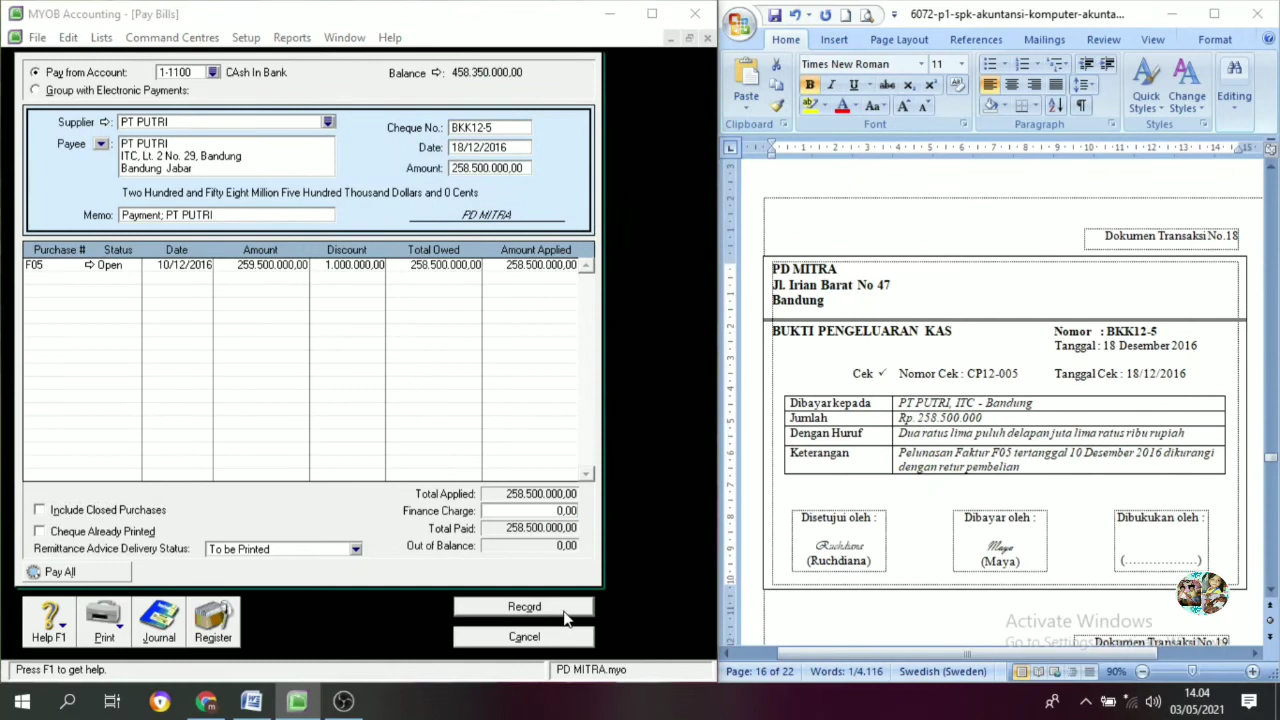 MYOB Accounting - [Pay Bills]
File Edit Lists Command Centres Setup Reports Window Help
Pay from Account: 1-1100 CAsh In Bank Balance 458.350.000,00
Group with Electronic Payments:
Supplier PT PUTRI
Payee PT PUTRI
ITC, Lt. 2 No. 29, Bandung
Bandung Jabar
Cheque No.: BKK12-5
Date: 18/12/2016
Amount: 258.500.000,00
Two Hundred and Fifty Eight Million Five Hundred Thousand Dollars and 0 Cents
Memo: Payment; PT PUTRI PD MITRA
Purchase # Status Date Amount Discount Total Owed Amount Applied
F05 Open 10/12/2016 259.500.000,00 1.000.000,00 258.500.000,00 258.500.000,00
Total Applied: 258.500.000,00
Finance Charge: 0,00
Total Paid: 258.500.000,00
Out of Balance: 0,00
Include Closed Purchases
Cheque Already Printed
Remittance Advice Delivery Status: To be Printed
Pay All
Record
Cancel
Help F1 Print Journal Register
Press F1 to get help. PD MITRA.myo
6072-p1-spk-akuntansi-komputer-akunta...
Home Insert Page Layout References Mailings Review View Format
Paste
Clipboard
Times New Roman 11
Font
Paragraph
Quick Styles
Change Styles
Styles
Editing
Dokumen Transaksi No.18
PD MITRA
Jl. Irian Barat No 47
Bandung
BUKTI PENGELUARAN KAS Nomor : BKK12-5
Tanggal : 18 Desember 2016
Cek ✓ Nomor Cek : CP12-005 Tanggal Cek : 18/12/2016
Dibayar kepada PT PUTRI, ITC - Bandung
Jumlah Rp. 258.500.000
Dengan Huruf Dua ratus lima puluh delapan juta lima ratus ribu rupiah
Keterangan Pelunasan Faktur F05 tertanggal 10 Desember 2016 dikurangi
dengan retur pembelian
Disetujui oleh : Dibayar oleh : Dibukukan oleh :
Ruchdiana Maya
(Ruchdiana) (Maya) (....................)
Activate Windows
Go to Settings
Dokumen Transaksi No.19
Page: 16 of 22 Words: 1/4.116 Swedish (Sweden) 90%
14.04
03/05/2021